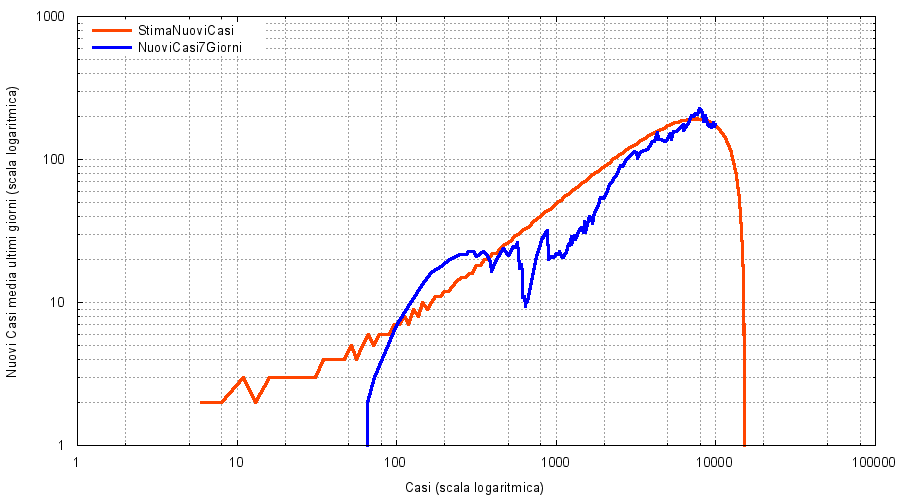 1000
StimaNuoviCasi
NuoviCasi7Giorni
100
10
1
Nuovi Casi media ultimi giorni (scala logaritmica)
1 10 100 1000 10000 100000
Casi (scala logaritmica)